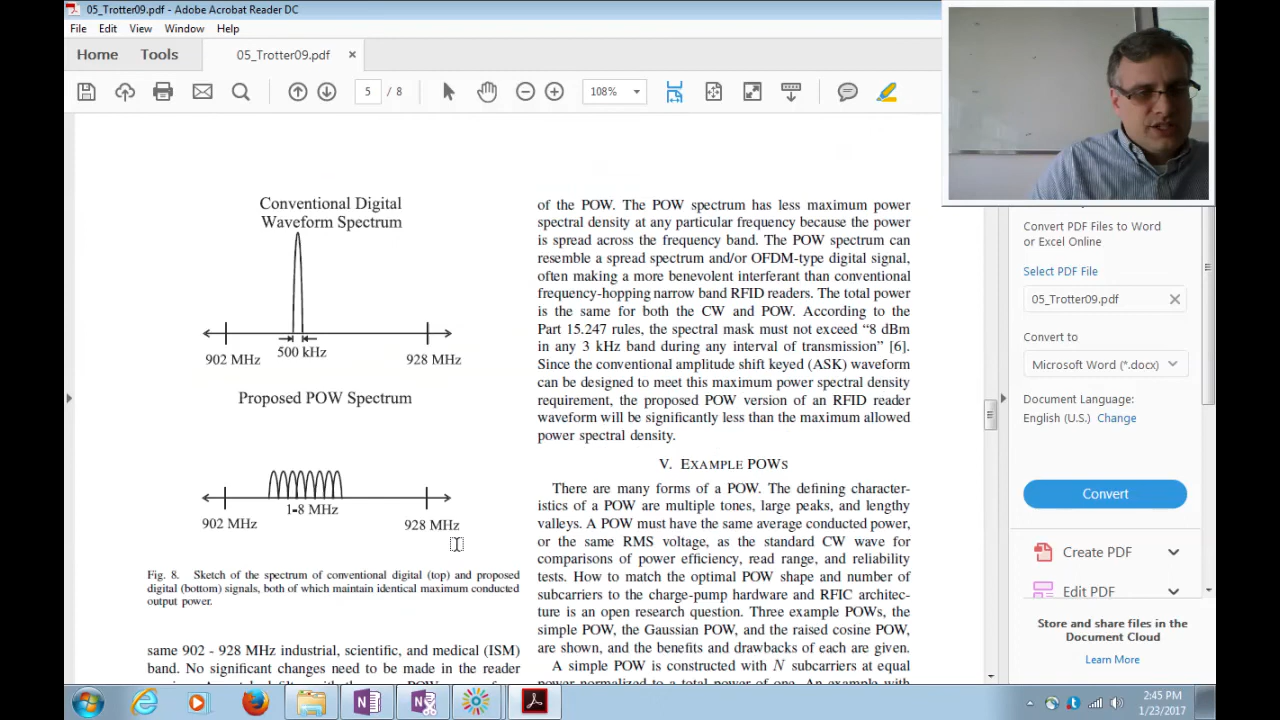 05_Trotter09.pdf - Adobe Acrobat Reader DC
File Edit View Window Help
Home Tools 05_Trotter09.pdf ×
5 / 8 108%
Conventional Digital
Waveform Spectrum
902 MHz 500 kHz 928 MHz
Proposed POW Spectrum
902 MHz 1-8 MHz 928 MHz
Fig. 8. Sketch of the spectrum of conventional digital (top) and proposed
digital (bottom) signals, both of which maintain identical maximum conducted
output power.
same 902 - 928 MHz industrial, scientific, and medical (ISM)
band. No significant changes need to be made in the reader
of the POW. The POW spectrum has less maximum power
spectral density at any particular frequency because the power
is spread across the frequency band. The POW spectrum can
resemble a spread spectrum and/or OFDM-type digital signal,
often making a more benevolent interferant than conventional
frequency-hopping narrow band RFID readers. The total power
is the same for both the CW and POW. According to the
Part 15.247 rules, the spectral mask must not exceed “8 dBm
in any 3 kHz band during any interval of transmission” [6].
Since the conventional amplitude shift keyed (ASK) waveform
can be designed to meet this maximum power spectral density
requirement, the proposed POW version of an RFID reader
waveform will be significantly less than the maximum allowed
power spectral density.
V. EXAMPLE POWS
There are many forms of a POW. The defining character-
istics of a POW are multiple tones, large peaks, and lengthy
valleys. A POW must have the same average conducted power,
or the same RMS voltage, as the standard CW wave for
comparisons of power efficiency, read range, and reliability
tests. How to match the optimal POW shape and number of
subcarriers to the charge-pump hardware and RFIC architec-
ture is an open research question. Three example POWs, the
simple POW, the Gaussian POW, and the raised cosine POW,
are shown, and the benefits and drawbacks of each are given.
A simple POW is constructed with N subcarriers at equal
power normalized to a total power of one. An example with
Convert PDF Files to Word
or Excel Online
Select PDF File
05_Trotter09.pdf
Convert to
Microsoft Word (*.docx)
Document Language:
English (U.S.) Change
Convert
Create PDF
Edit PDF
Store and share files in the
Document Cloud
Learn More
2:45 PM
1/23/2017